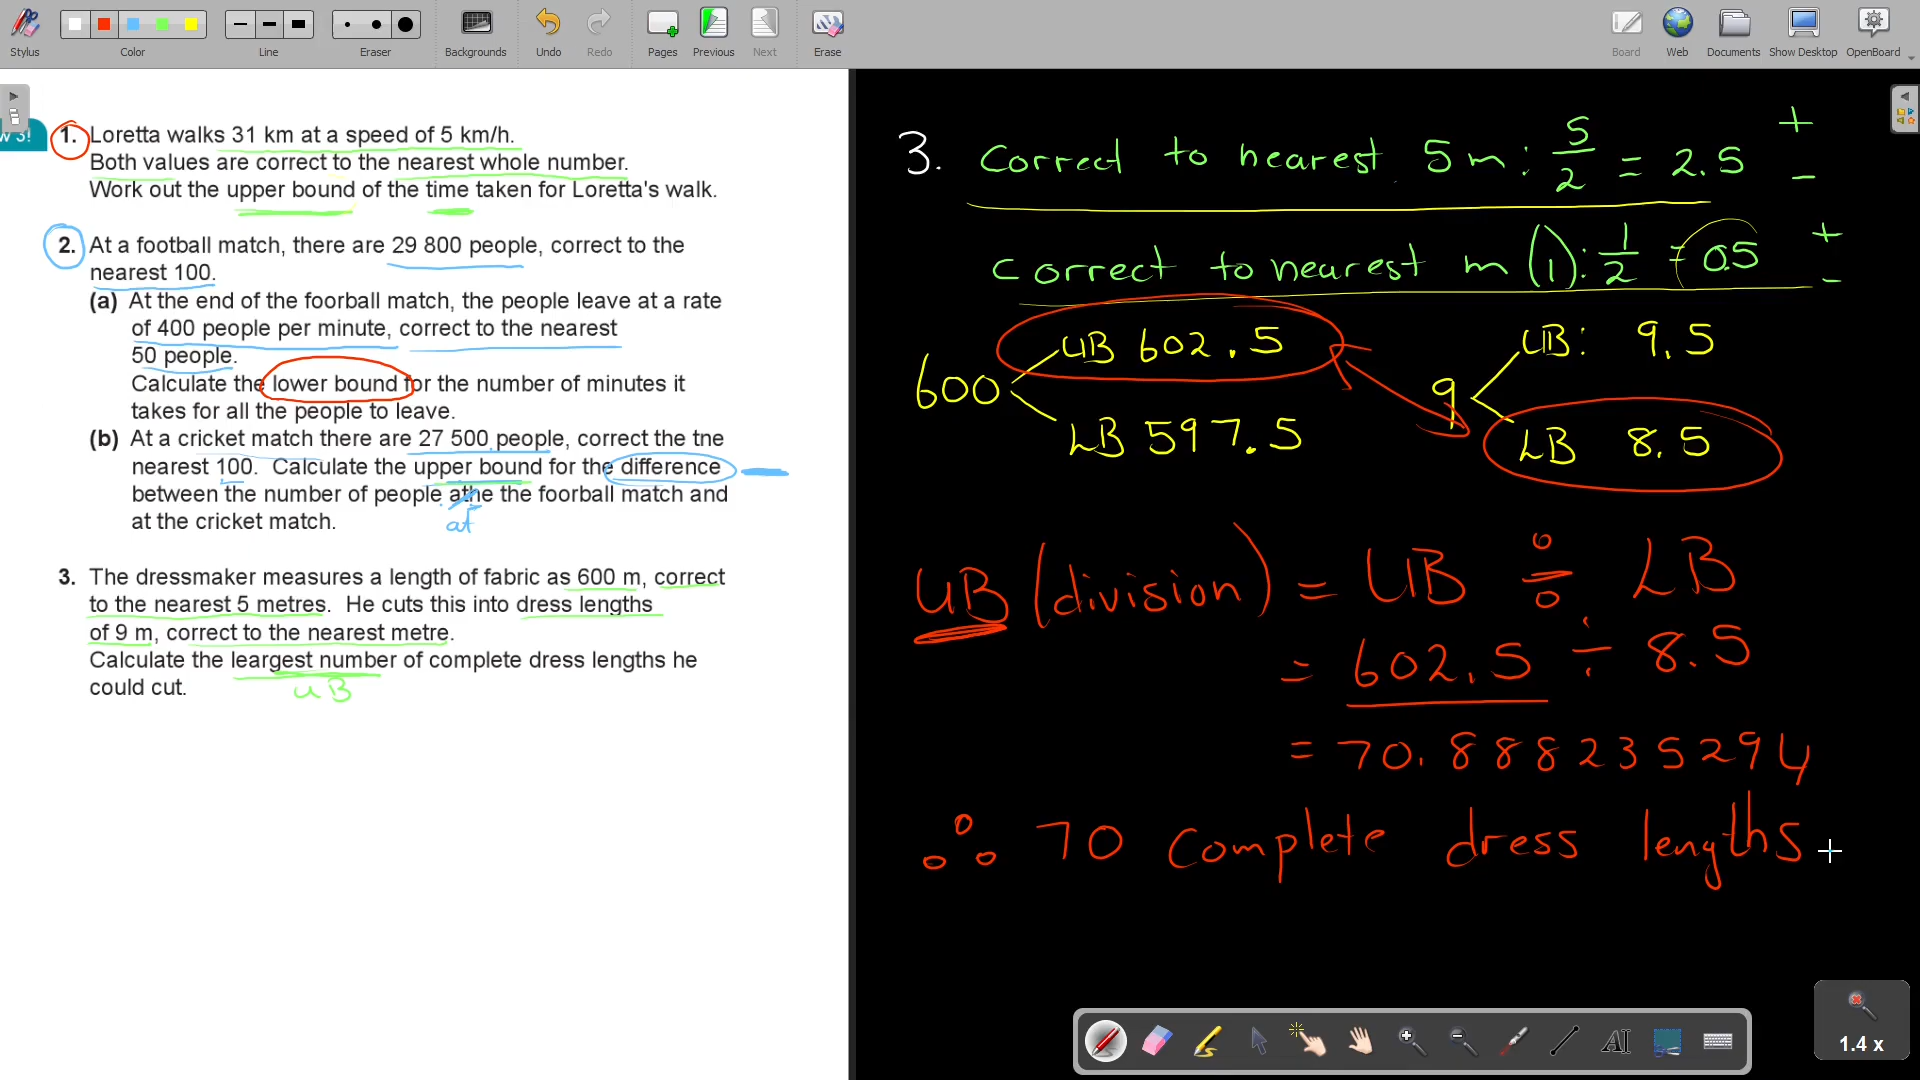 Stylus
Color
Line
Eraser
Backgrounds
Undo
Redo
Pages
Previous
Next
Erase
Board
Web
Documents
Show Desktop
OpenBoard
w 3!
1. Loretta walks 31 km at a speed of 5 km/h.
Both values are correct to the nearest whole number.
Work out the upper bound of the time taken for Loretta's walk.
2. At a football match, there are 29 800 people, correct to the
nearest 100.
(a) At the end of the foorball match, the people leave at a rate
of 400 people per minute, correct to the nearest
50 people.
Calculate the lower bound for the number of minutes it
takes for all the people to leave.
(b) At a cricket match there are 27 500 people, correct the tne
nearest 100. Calculate the upper bound for the difference
between the number of people athe the foorball match and
at
at the cricket match.
3. The dressmaker measures a length of fabric as 600 m, correct
to the nearest 5 metres. He cuts this into dress lengths
of 9 m, correct to the nearest metre.
Calculate the leargest number of complete dress lengths he
UB
could cut.
3. Correct to nearest 5m: 5/2 = 2.5 + -
correct to nearest m (1): 1/2 = 0.5 + -
600
UB 602.5
LB 597.5
9
UB: 9.5
LB 8.5
UB (division) = UB ÷ LB
= 602.5 ÷ 8.5
= 70.888235294
∴ 70 complete dress lengths
1.4 x